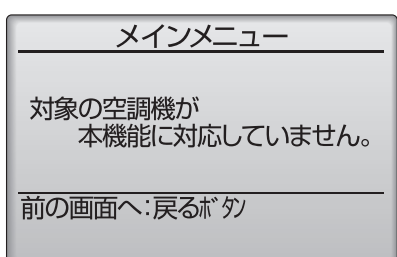 メインメニュー
対象の空調機が
本機能に対応していません。
前の画面へ:戻るボタン